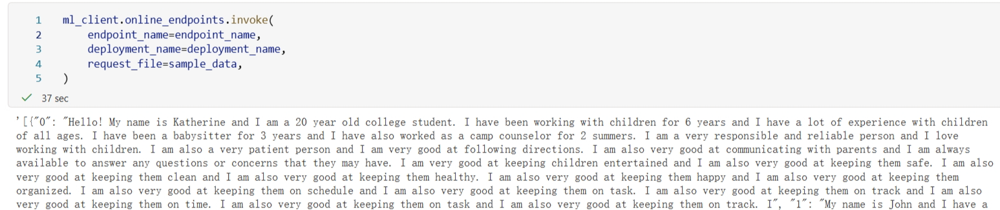 1 ml_client.online_endpoints.invoke(
2 endpoint_name=endpoint_name,
3 deployment_name=deployment_name,
4 request_file=sample_data,
5 )
37 sec
'[{"0": "Hello! My name is Katherine and I am a 20 year old college student. I have been working with children for 6 years and I have a lot of experience with children
of all ages. I have been a babysitter for 3 years and I have also worked as a camp counselor for 2 summers. I am a very responsible and reliable person and I love
working with children. I am also a very patient person and I am very good at following directions. I am also very good at communicating with parents and I am always
available to answer any questions or concerns that they may have. I am very good at keeping children entertained and I am also very good at keeping them safe. I am also
very good at keeping them clean and I am also very good at keeping them healthy. I am also very good at keeping them happy and I am also very good at keeping them
organized. I am also very good at keeping them on schedule and I am also very good at keeping them on task. I am also very good at keeping them on track and I am also
very good at keeping them on time. I am also very good at keeping them on task and I am also very good at keeping them on track. I", "1": "My name is John and I have a